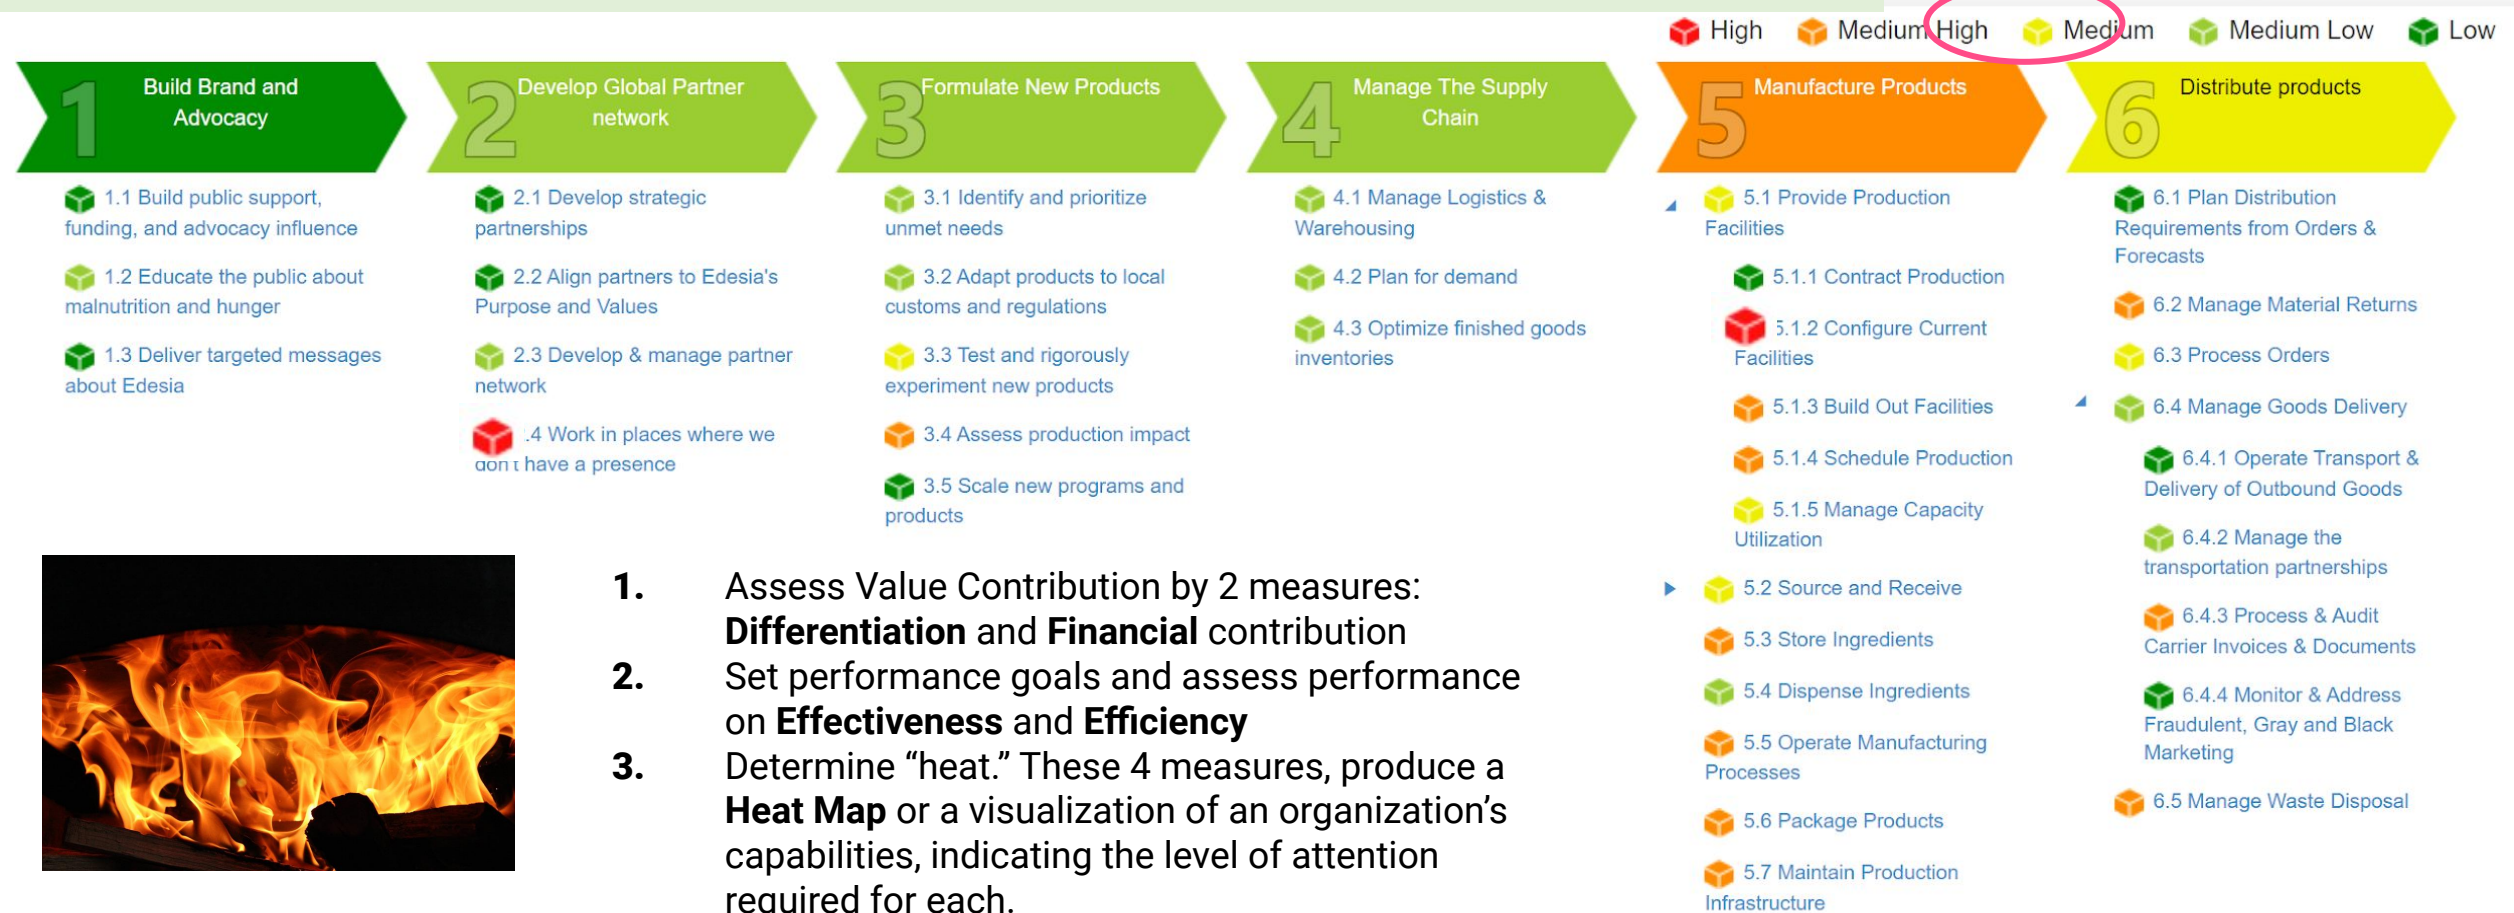 High Medium High Medium Medium Low Low
1 Build Brand and
Advocacy
1.1 Build public support,
funding, and advocacy influence
1.2 Educate the public about
malnutrition and hunger
1.3 Deliver targeted messages
about Edesia
2 Develop Global Partner
network
2.1 Develop strategic
partnerships
2.2 Align partners to Edesia's
Purpose and Values
2.3 Develop & manage partner
network
.4 Work in places where we
don't have a presence
3 Formulate New Products
3.1 Identify and prioritize
unmet needs
3.2 Adapt products to local
customs and regulations
3.3 Test and rigorously
experiment new products
3.4 Assess production impact
3.5 Scale new programs and
products
4 Manage The Supply
Chain
4.1 Manage Logistics &
Warehousing
4.2 Plan for demand
4.3 Optimize finished goods
inventories
5 Manufacture Products
5.1 Provide Production
Facilities
5.1.1 Contract Production
5.1.2 Configure Current
Facilities
5.1.3 Build Out Facilities
5.1.4 Schedule Production
5.1.5 Manage Capacity
Utilization
5.2 Source and Receive
5.3 Store Ingredients
5.4 Dispense Ingredients
5.5 Operate Manufacturing
Processes
5.6 Package Products
5.7 Maintain Production
Infrastructure
6 Distribute products
6.1 Plan Distribution
Requirements from Orders &
Forecasts
6.2 Manage Material Returns
6.3 Process Orders
6.4 Manage Goods Delivery
6.4.1 Operate Transport &
Delivery of Outbound Goods
6.4.2 Manage the
transportation partnerships
6.4.3 Process & Audit
Carrier Invoices & Documents
6.4.4 Monitor & Address
Fraudulent, Gray and Black
Marketing
6.5 Manage Waste Disposal
1. Assess Value Contribution by 2 measures:
Differentiation and Financial contribution
2. Set performance goals and assess performance
on Effectiveness and Efficiency
3. Determine “heat.” These 4 measures, produce a
Heat Map or a visualization of an organization’s
capabilities, indicating the level of attention
required for each.